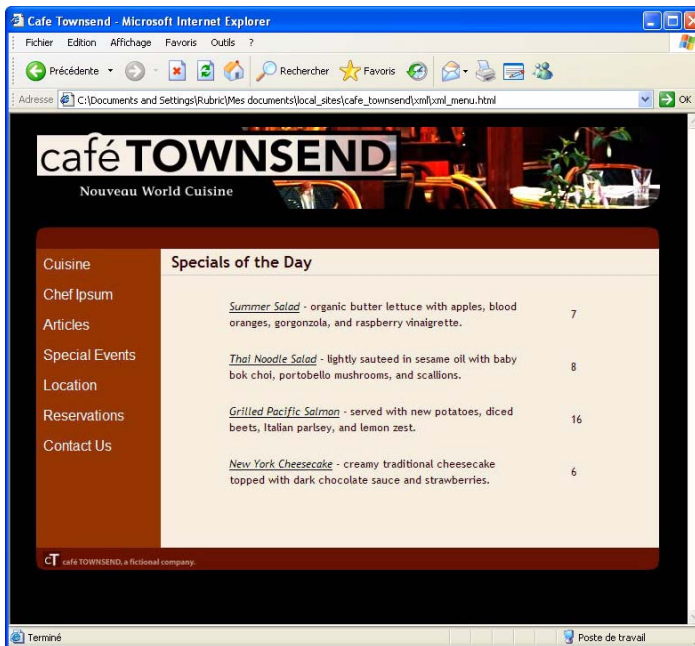 Cafe Townsend - Microsoft Internet Explorer
Fichier Edition Affichage Favoris Outils ?
Précédente Rechercher Favoris
Adresse C:\Documents and Settings\Rubric\Mes documents\local_sites\cafe_townsend\xml\xml_menu.html OK
café TOWNSEND
Nouveau World Cuisine
Cuisine
Chef Ipsum
Articles
Special Events
Location
Reservations
Contact Us
Specials of the Day
Summer Salad - organic butter lettuce with apples, blood
oranges, gorgonzola, and raspberry vinaigrette.
7
Thai Noodle Salad - lightly sauteed in sesame oil with baby
bok choi, portobello mushrooms, and scallions.
8
Grilled Pacific Salmon - served with new potatoes, diced
beets, Italian parlsey, and lemon zest.
16
New York Cheesecake - creamy traditional cheesecake
topped with dark chocolate sauce and strawberries.
6
cT café TOWNSEND, a fictional company.
Terminé Poste de travail